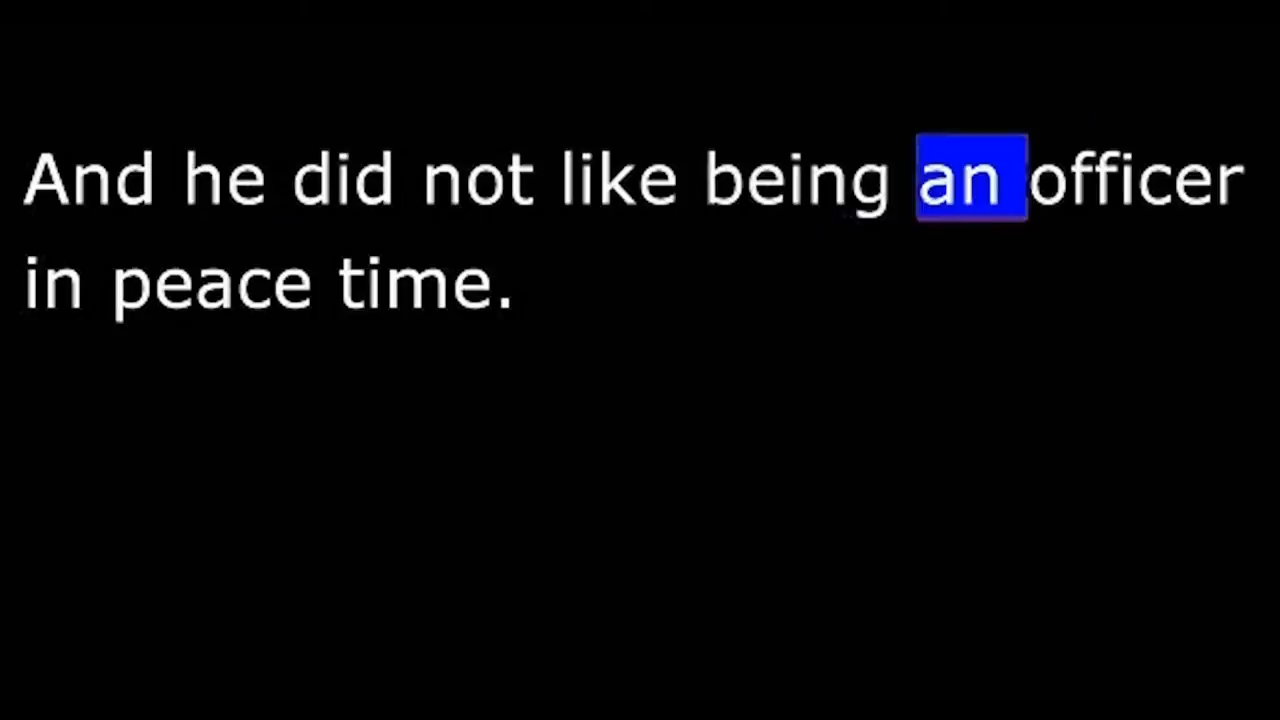 And he did not like being an officer
in peace time.